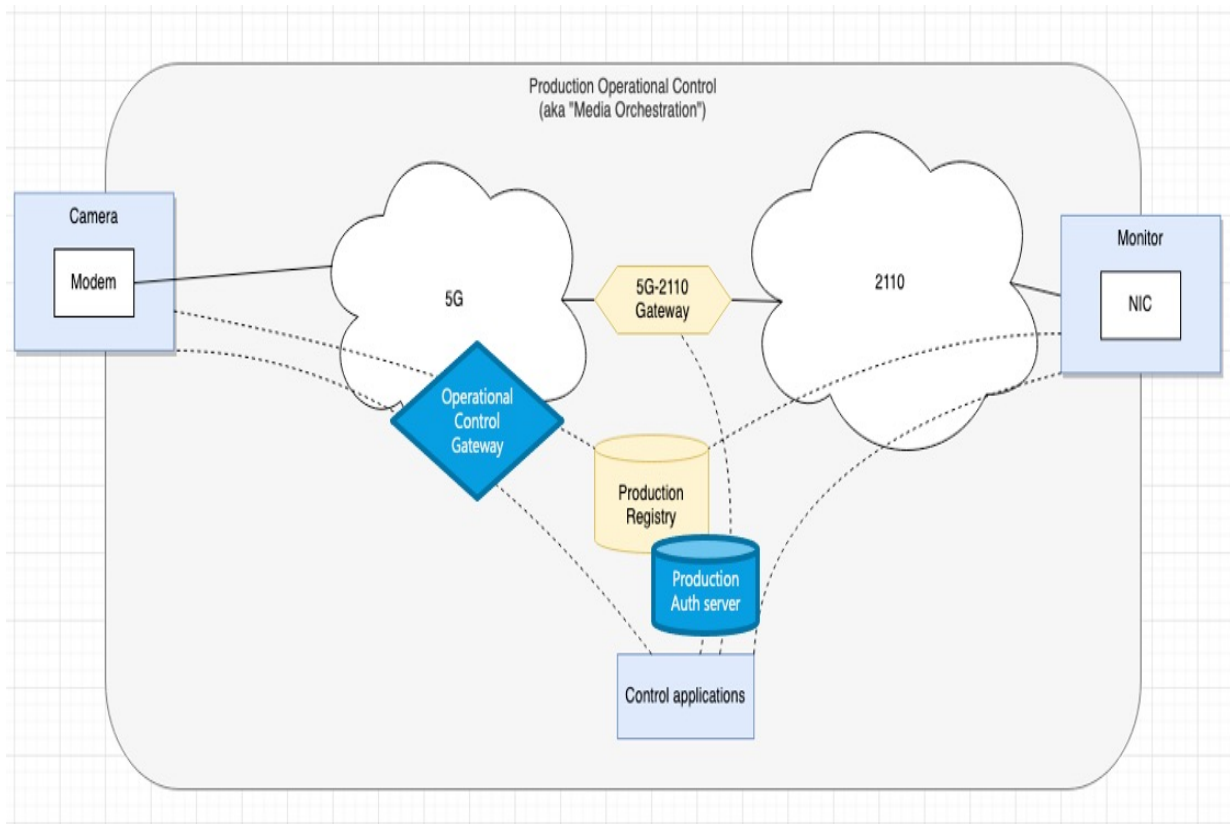 Production Operational Control
(aka "Media Orchestration")
Camera
Modem
5G
5G-2110
Gateway
2110
Monitor
NIC
Operational
Control
Gateway
Production
Registry
Production
Auth server
Control applications